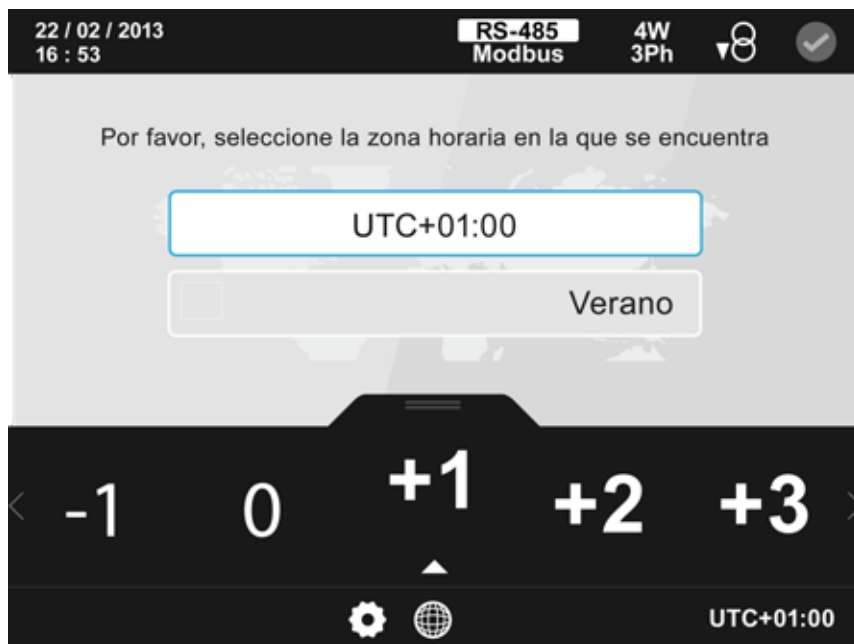 22 / 02 / 2013
16 : 53
RS-485
Modbus
4W
3Ph
Por favor, seleccione la zona horaria en la que se encuentra
UTC+01:00
Verano
-1 0 +1 +2 +3
UTC+01:00